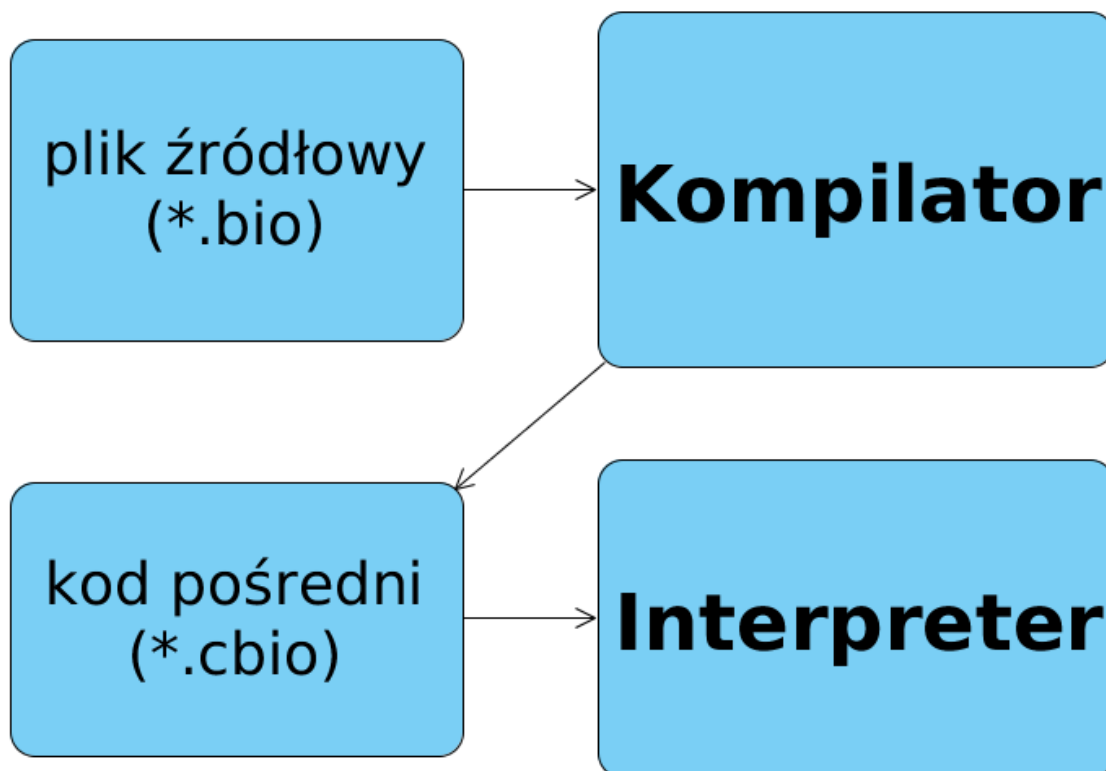 plik źródłowy
(*.bio)
Kompilator
kod pośredni
(*.cbio)
Interpreter